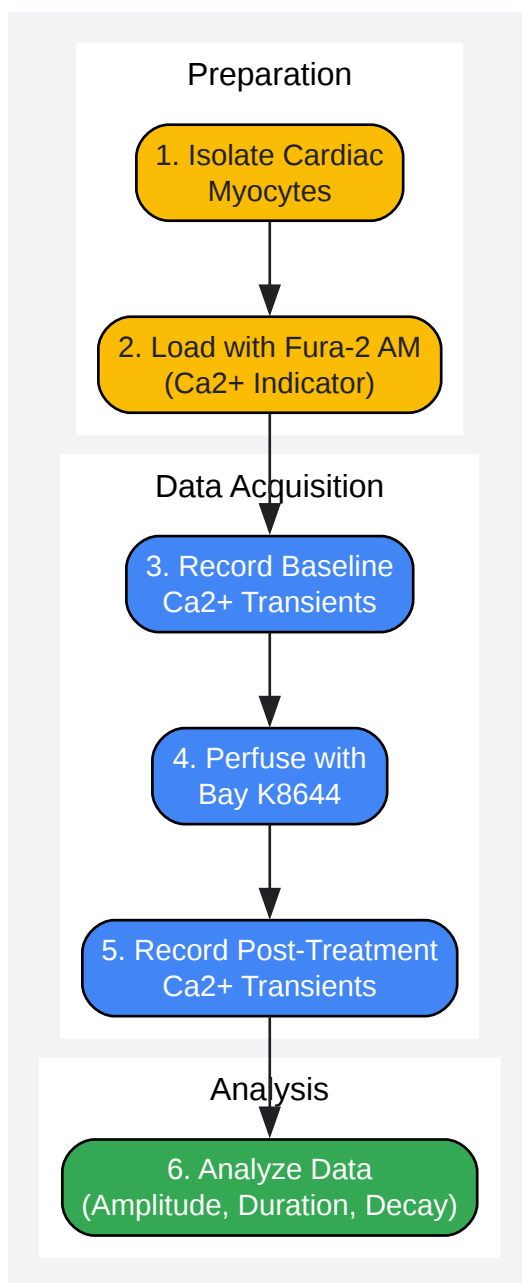 Preparation
1. Isolate Cardiac
Myocytes
2. Load with Fura-2 AM
(Ca2+ Indicator)
Data Acquisition
3. Record Baseline
Ca2+ Transients
4. Perfuse with
Bay K8644
5. Record Post-Treatment
Ca2+ Transients
Analysis
6. Analyze Data
(Amplitude, Duration, Decay)